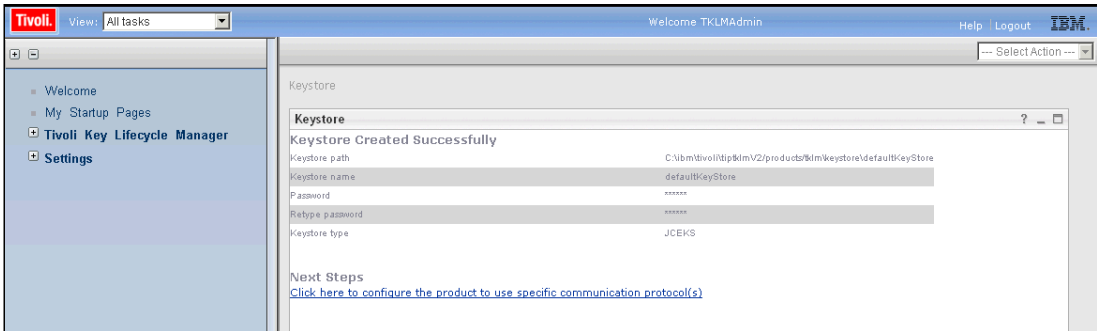 Tivoli. View: All tasks Welcome TKLMAdmin Help Logout IBM.
--- Select Action ---
Welcome
My Startup Pages
Tivoli Key Lifecycle Manager
Settings
Keystore
Keystore ? _
Keystore Created Successfully
Keystore path C:\ibm\tivoli\tiptklmV2/products/tklm\keystore\defaultKeyStore
Keystore name defaultKeyStore
Password ******
Retype password ******
Keystore type JCEKS
Next Steps
Click here to configure the product to use specific communication protocol(s)